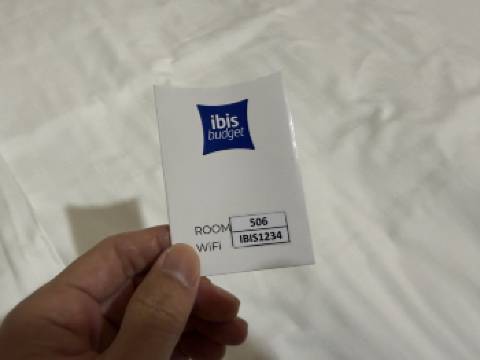 ibis
budget
ROOM 506
WiFi IBIS1234